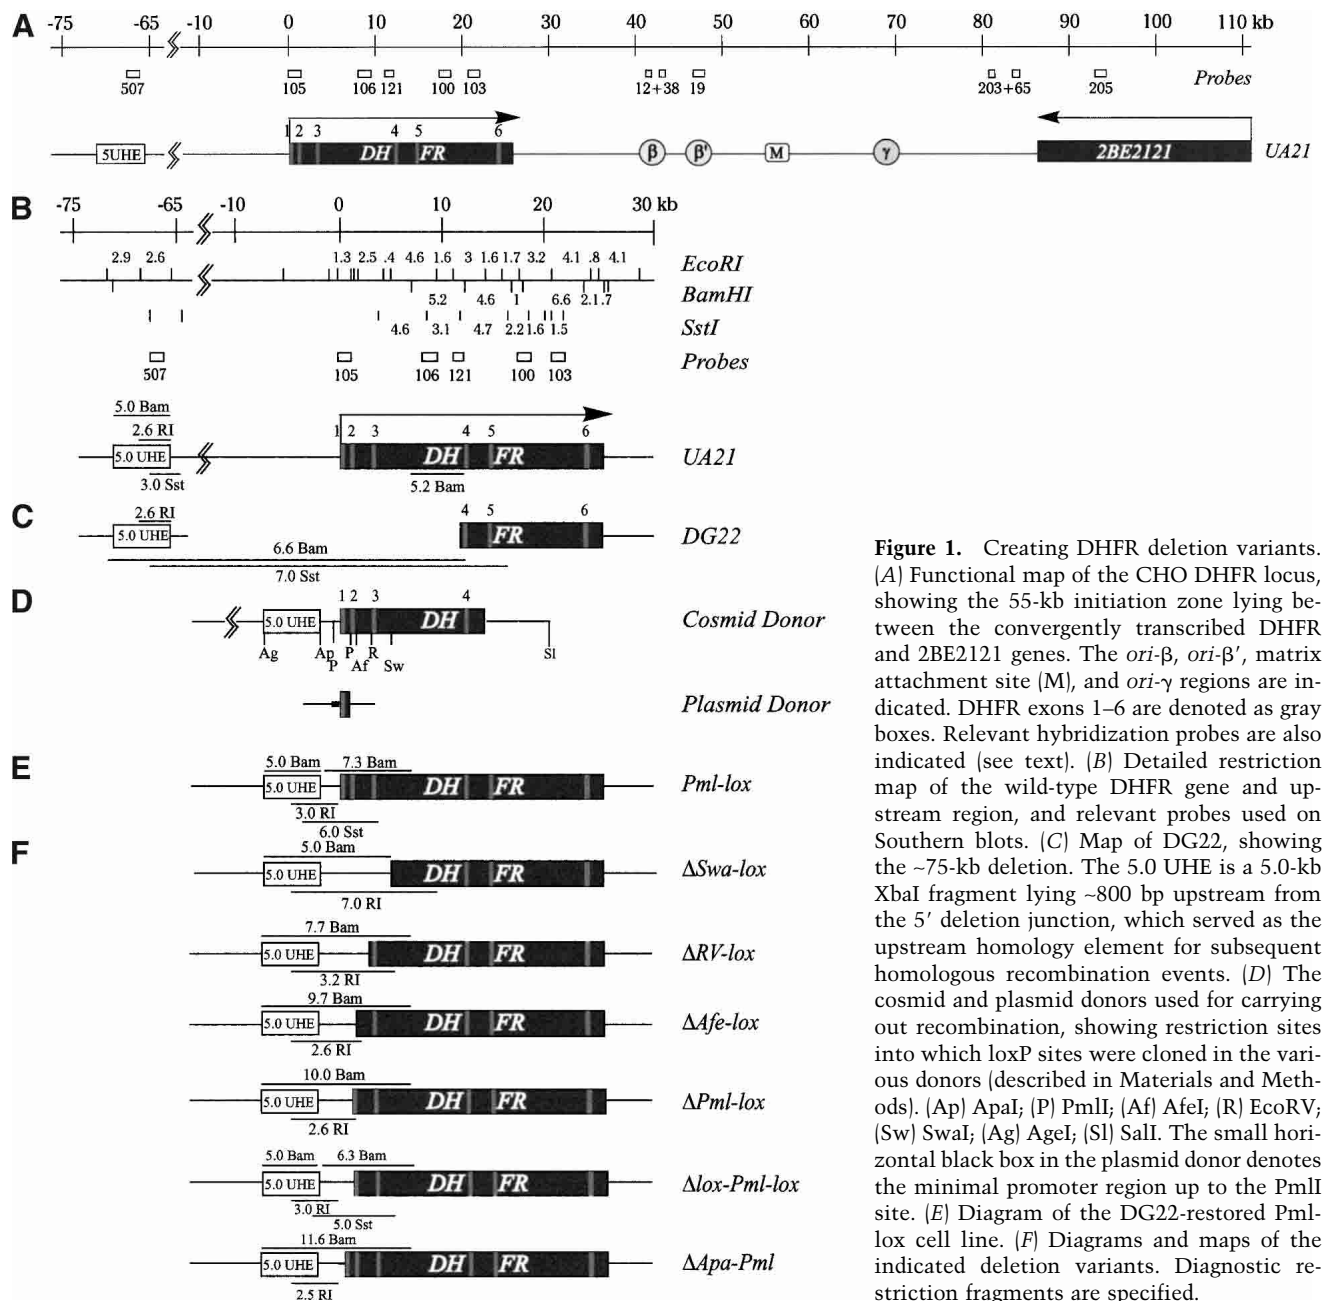 A
-75 -65 -10 0 10 20 30 40 50 60 70 80 90 100 110 kb
507 105 106 121 100 103 12+38 19 203+65 205 Probes
1 2 3 4 5 6
5UHE DH FR β β' M γ 2BE2121 UA21
B
-75 -65 -10 0 10 20 30 kb
2.9 2.6 1.3 2.5 .4 4.6 1.6 3 1.6 1.7 3.2 4.1 .8 4.1 EcoRI
5.2 4.6 1 6.6 2.1 .7 BamHI
4.6 3.1 4.7 2.2 1.6 1.5 SstI
Probes
507 105 106 121 100 103
5.0 Bam
2.6 RI
1 2 3 4 5 6
5.0 UHE DH FR UA21
3.0 Sst 5.2 Bam
C
2.6 RI 4 5 6
5.0 UHE FR DG22
6.6 Bam
7.0 Sst
D
1 2 3 4
5.0 UHE DH Cosmid Donor
Ag Ap P P Af R Sw Sl
Plasmid Donor
E
5.0 Bam 7.3 Bam
5.0 UHE DH FR Pml-lox
3.0 RI
6.0 Sst
F
5.0 Bam
5.0 UHE DH FR ΔSwa-lox
7.0 RI
7.7 Bam
5.0 UHE DH FR ΔRV-lox
3.2 RI
9.7 Bam
5.0 UHE DH FR ΔAfe-lox
2.6 RI
10.0 Bam
5.0 UHE DH FR ΔPml-lox
2.6 RI
5.0 Bam 6.3 Bam
5.0 UHE DH FR Δlox-Pml-lox
3.0 RI
5.0 Sst
11.6 Bam
5.0 UHE DH FR ΔApa-Pml
2.5 RI
Figure 1. Creating DHFR deletion variants.
(A) Functional map of the CHO DHFR locus,
showing the 55-kb initiation zone lying be-
tween the convergently transcribed DHFR
and 2BE2121 genes. The ori-β, ori-β′, matrix
attachment site (M), and ori-γ regions are in-
dicated. DHFR exons 1–6 are denoted as gray
boxes. Relevant hybridization probes are also
indicated (see text). (B) Detailed restriction
map of the wild-type DHFR gene and up-
stream region, and relevant probes used on
Southern blots. (C) Map of DG22, showing
the ~75-kb deletion. The 5.0 UHE is a 5.0-kb
XbaI fragment lying ~800 bp upstream from
the 5′ deletion junction, which served as the
upstream homology element for subsequent
homologous recombination events. (D) The
cosmid and plasmid donors used for carrying
out recombination, showing restriction sites
into which loxP sites were cloned in the vari-
ous donors (described in Materials and Meth-
ods). (Ap) ApaI; (P) PmlI; (Af) AfeI; (R) EcoRV;
(Sw) SwaI; (Ag) AgeI; (Sl) SalI. The small hori-
zontal black box in the plasmid donor denotes
the minimal promoter region up to the PmlI
site. (E) Diagram of the DG22-restored Pml-
lox cell line. (F) Diagrams and maps of the
indicated deletion variants. Diagnostic re-
striction fragments are specified.